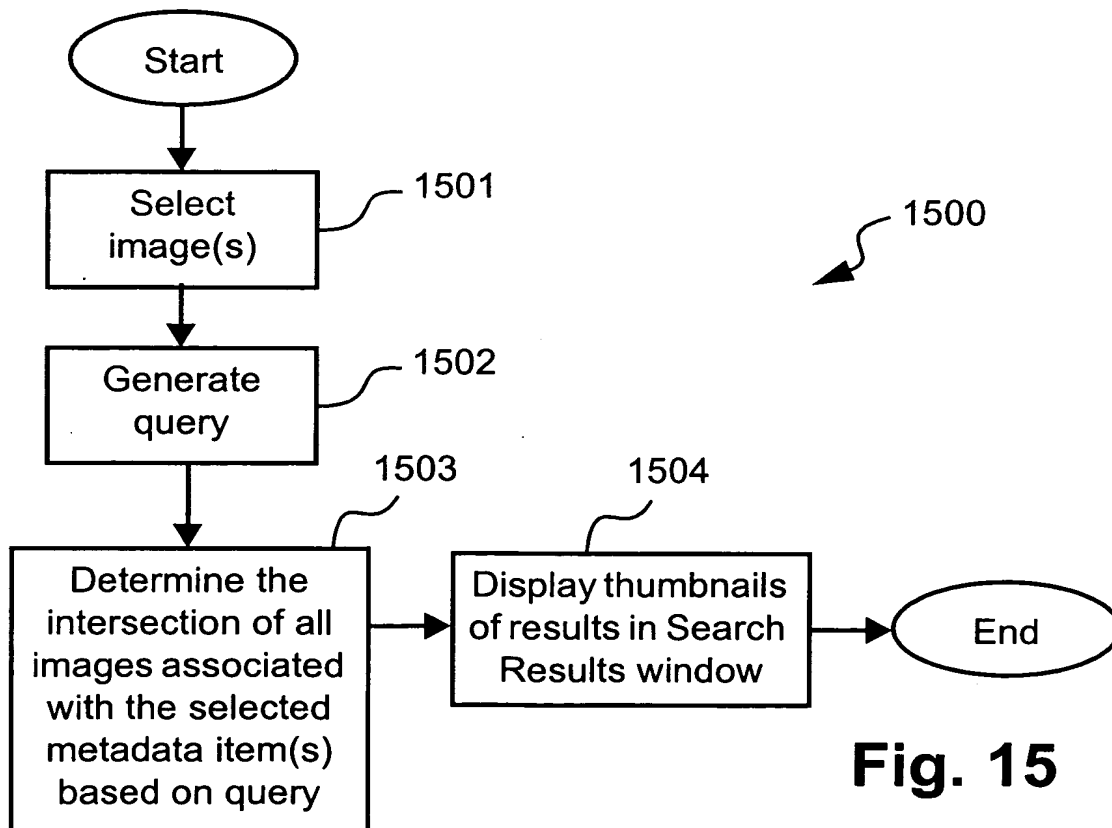 Start
1501
Select
image(s)
1500
1502
Generate
query
1503
1504
Determine the
intersection of all
images associated
with the selected
metadata item(s)
based on query
Display thumbnails
of results in Search
Results window
End
Fig. 15